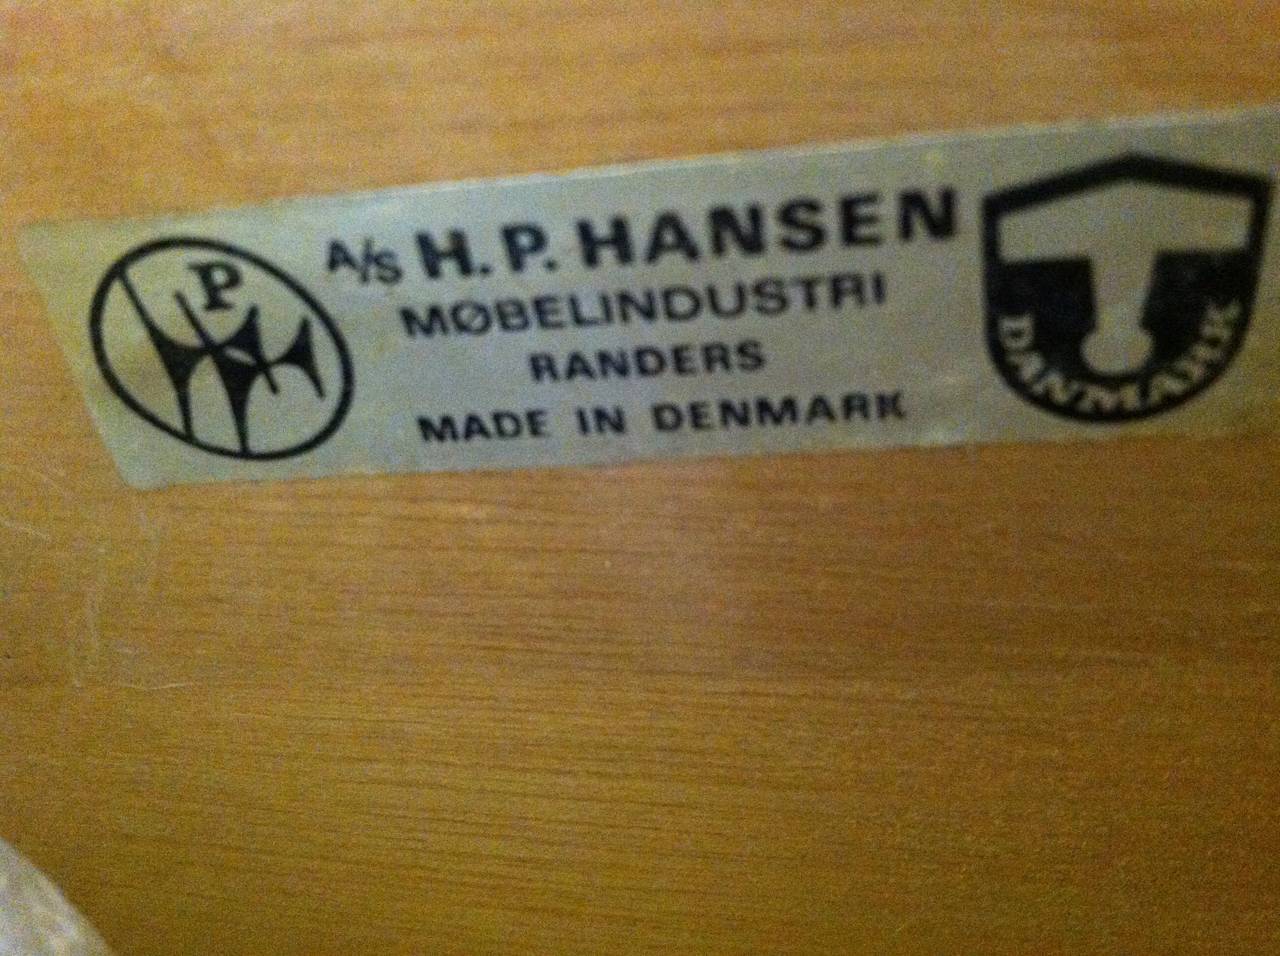 P
A/S H. P. HANSEN
MØBELINDUSTRI
RANDERS
MADE IN DENMARK
DANMARK